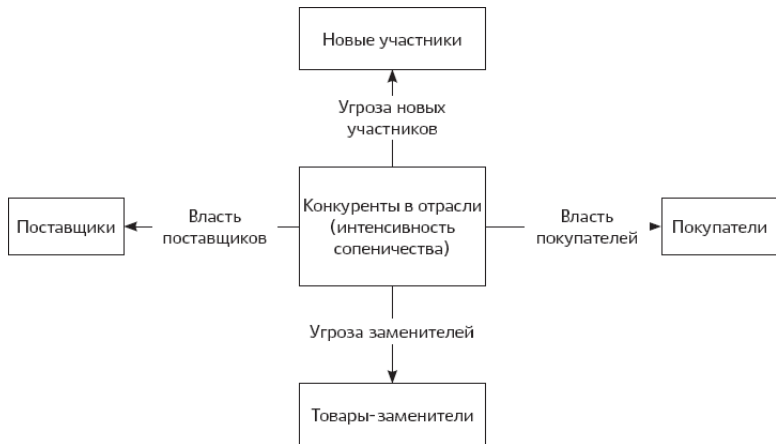 Новые участники
Угроза новых
участников
Поставщики
Власть
поставщиков
Конкуренты в отрасли
(интенсивность
сопеничества)
Власть
покупателей
Покупатели
Угроза заменителей
Товары-заменители